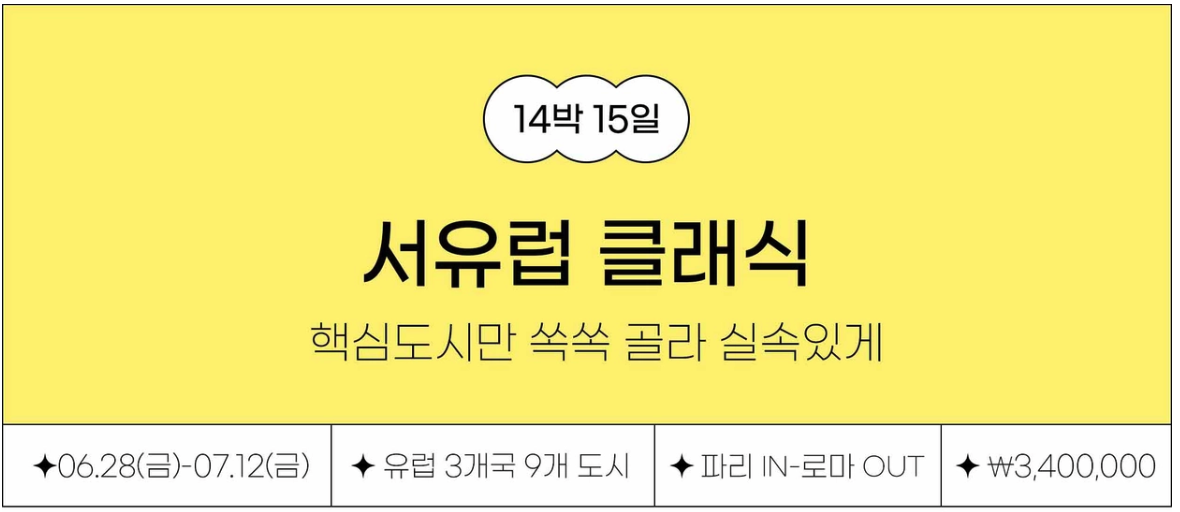 14박 15일
서유럽 클래식
핵심도시만 쏙쏙 골라 실속있게
✦06.28(금)-07.12(금)
✦ 유럽 3개국 9개 도시
✦ 파리 IN-로마 OUT
✦ ₩3,400,000